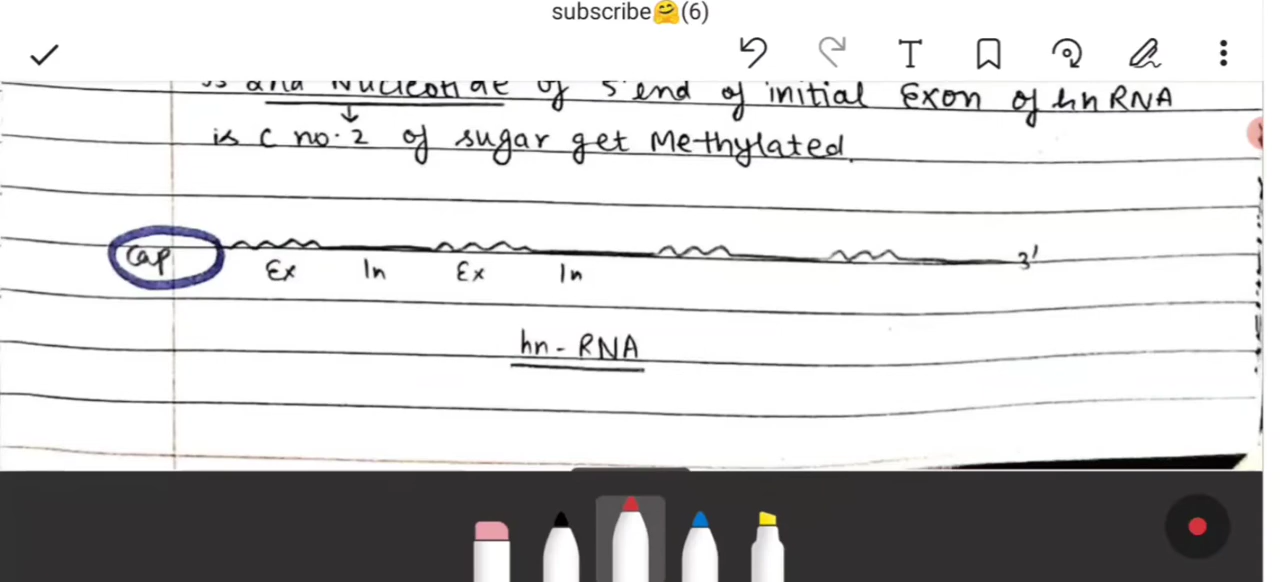 subscribe🤗(6)
T
and Nucleotide of 5' end of initial Exon of hnRNA
is C no. 2 of sugar get Methylated.
Cap
3'
Ex In Ex In
hn - RNA